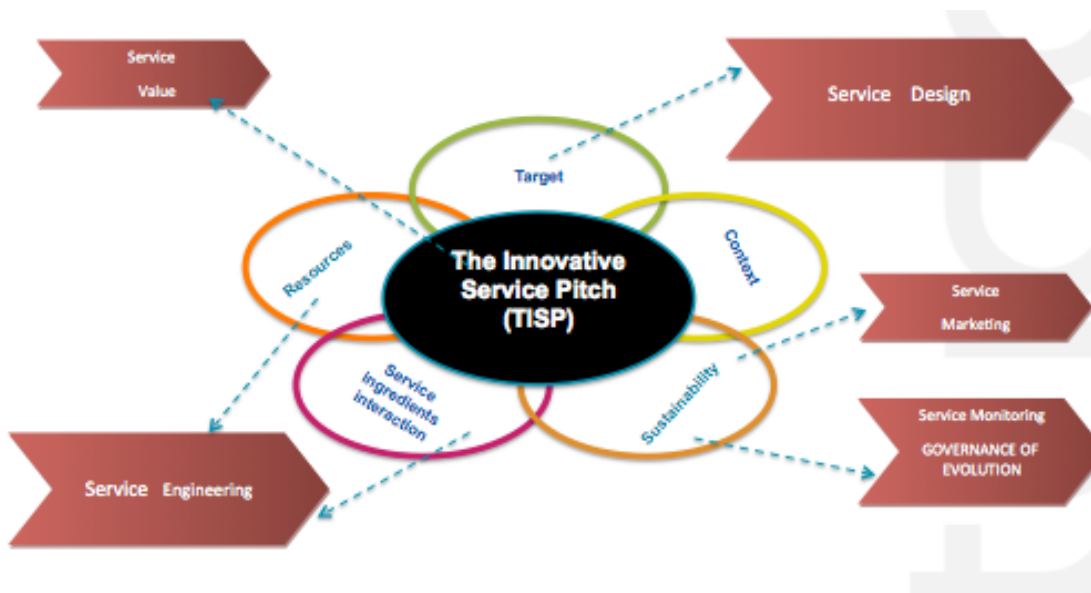 Service
Value
Service Design
Target
Resources
Context
The Innovative
Service Pitch
(TISP)
Service
Marketing
Service
ingredients
interaction
Sustainability
Service Monitoring
GOVERNANCE OF
EVOLUTION
Service Engineering